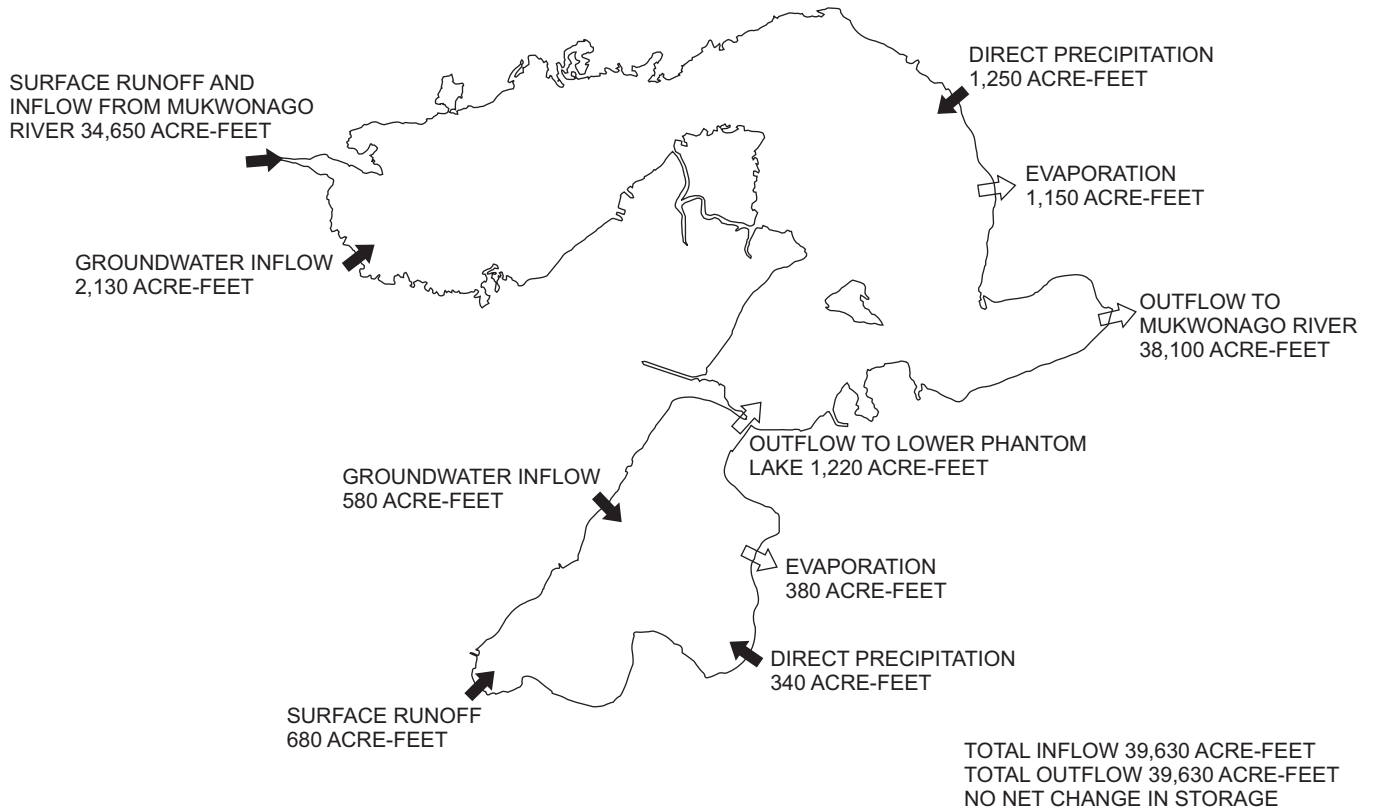 SURFACE RUNOFF AND
INFLOW FROM MUKWONAGO
RIVER 34,650 ACRE-FEET
DIRECT PRECIPITATION
1,250 ACRE-FEET
EVAPORATION
1,150 ACRE-FEET
GROUNDWATER INFLOW
2,130 ACRE-FEET
OUTFLOW TO
MUKWONAGO RIVER
38,100 ACRE-FEET
OUTFLOW TO LOWER PHANTOM
LAKE 1,220 ACRE-FEET
GROUNDWATER INFLOW
580 ACRE-FEET
EVAPORATION
380 ACRE-FEET
DIRECT PRECIPITATION
340 ACRE-FEET
SURFACE RUNOFF
680 ACRE-FEET
TOTAL INFLOW 39,630 ACRE-FEET
TOTAL OUTFLOW 39,630 ACRE-FEET
NO NET CHANGE IN STORAGE